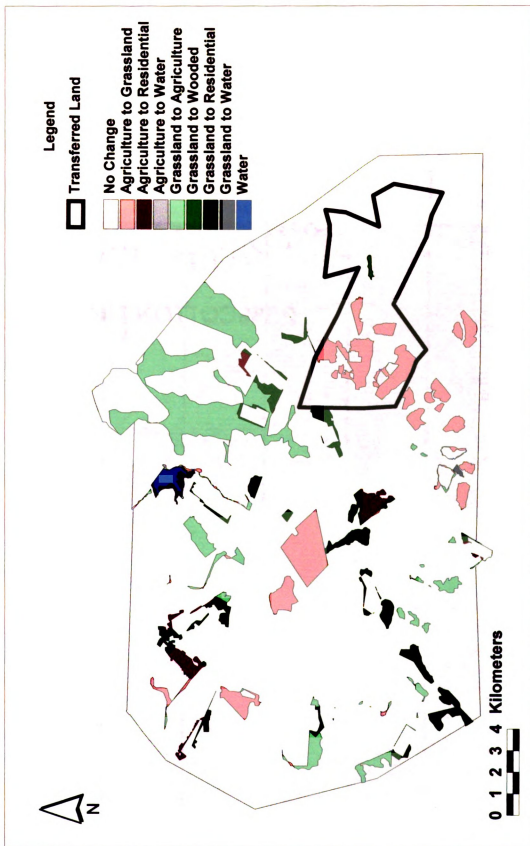 Legend
Transferred Land
No Change
Agriculture to Grassland
Agriculture to Residential
Agriculture to Water
Grassland to Agriculture
Grassland to Wooded
Grassland to Residential
Grassland to Water
Water
N
0 1 2 3 4 Kilometers